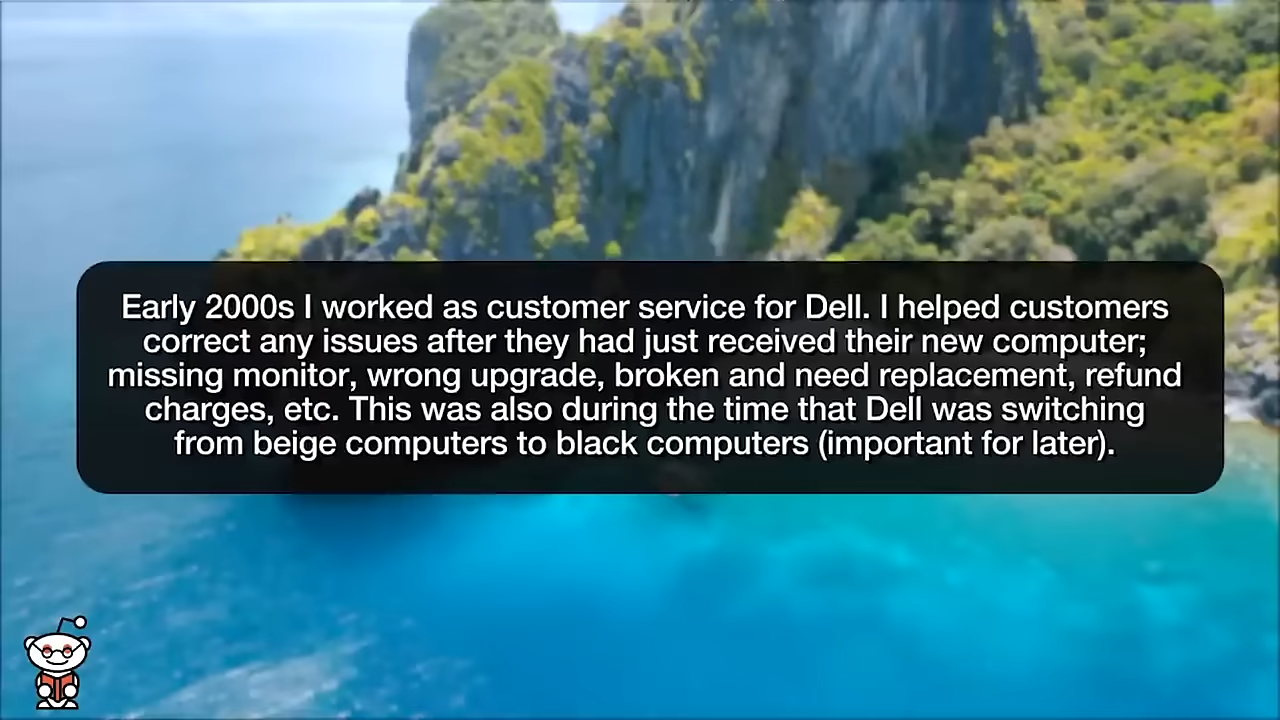 Early 2000s I worked as customer service for Dell. I helped customers
correct any issues after they had just received their new computer;
missing monitor, wrong upgrade, broken and need replacement, refund
charges, etc. This was also during the time that Dell was switching
from beige computers to black computers (important for later).